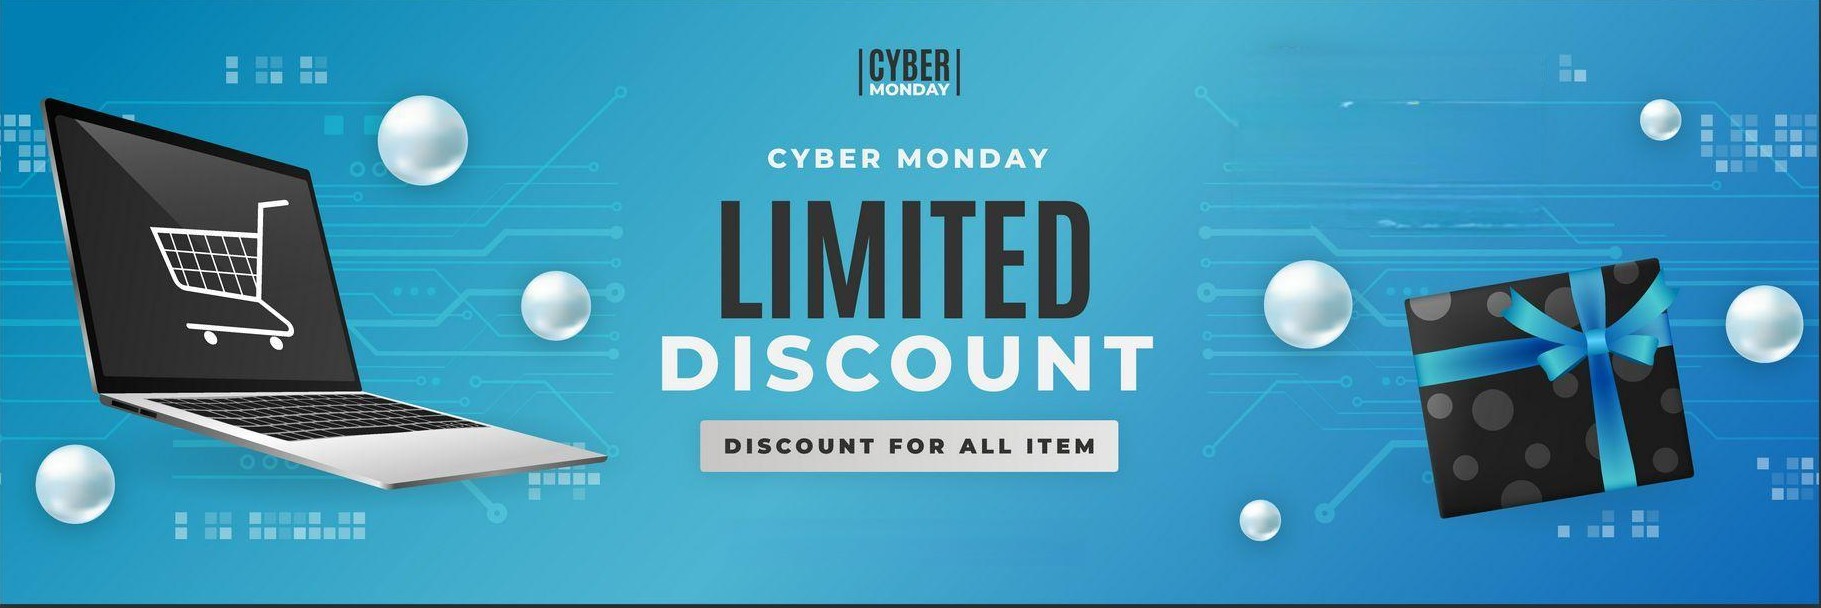 CYBER
MONDAY
CYBER MONDAY
LIMITED
DISCOUNT
DISCOUNT FOR ALL ITEM